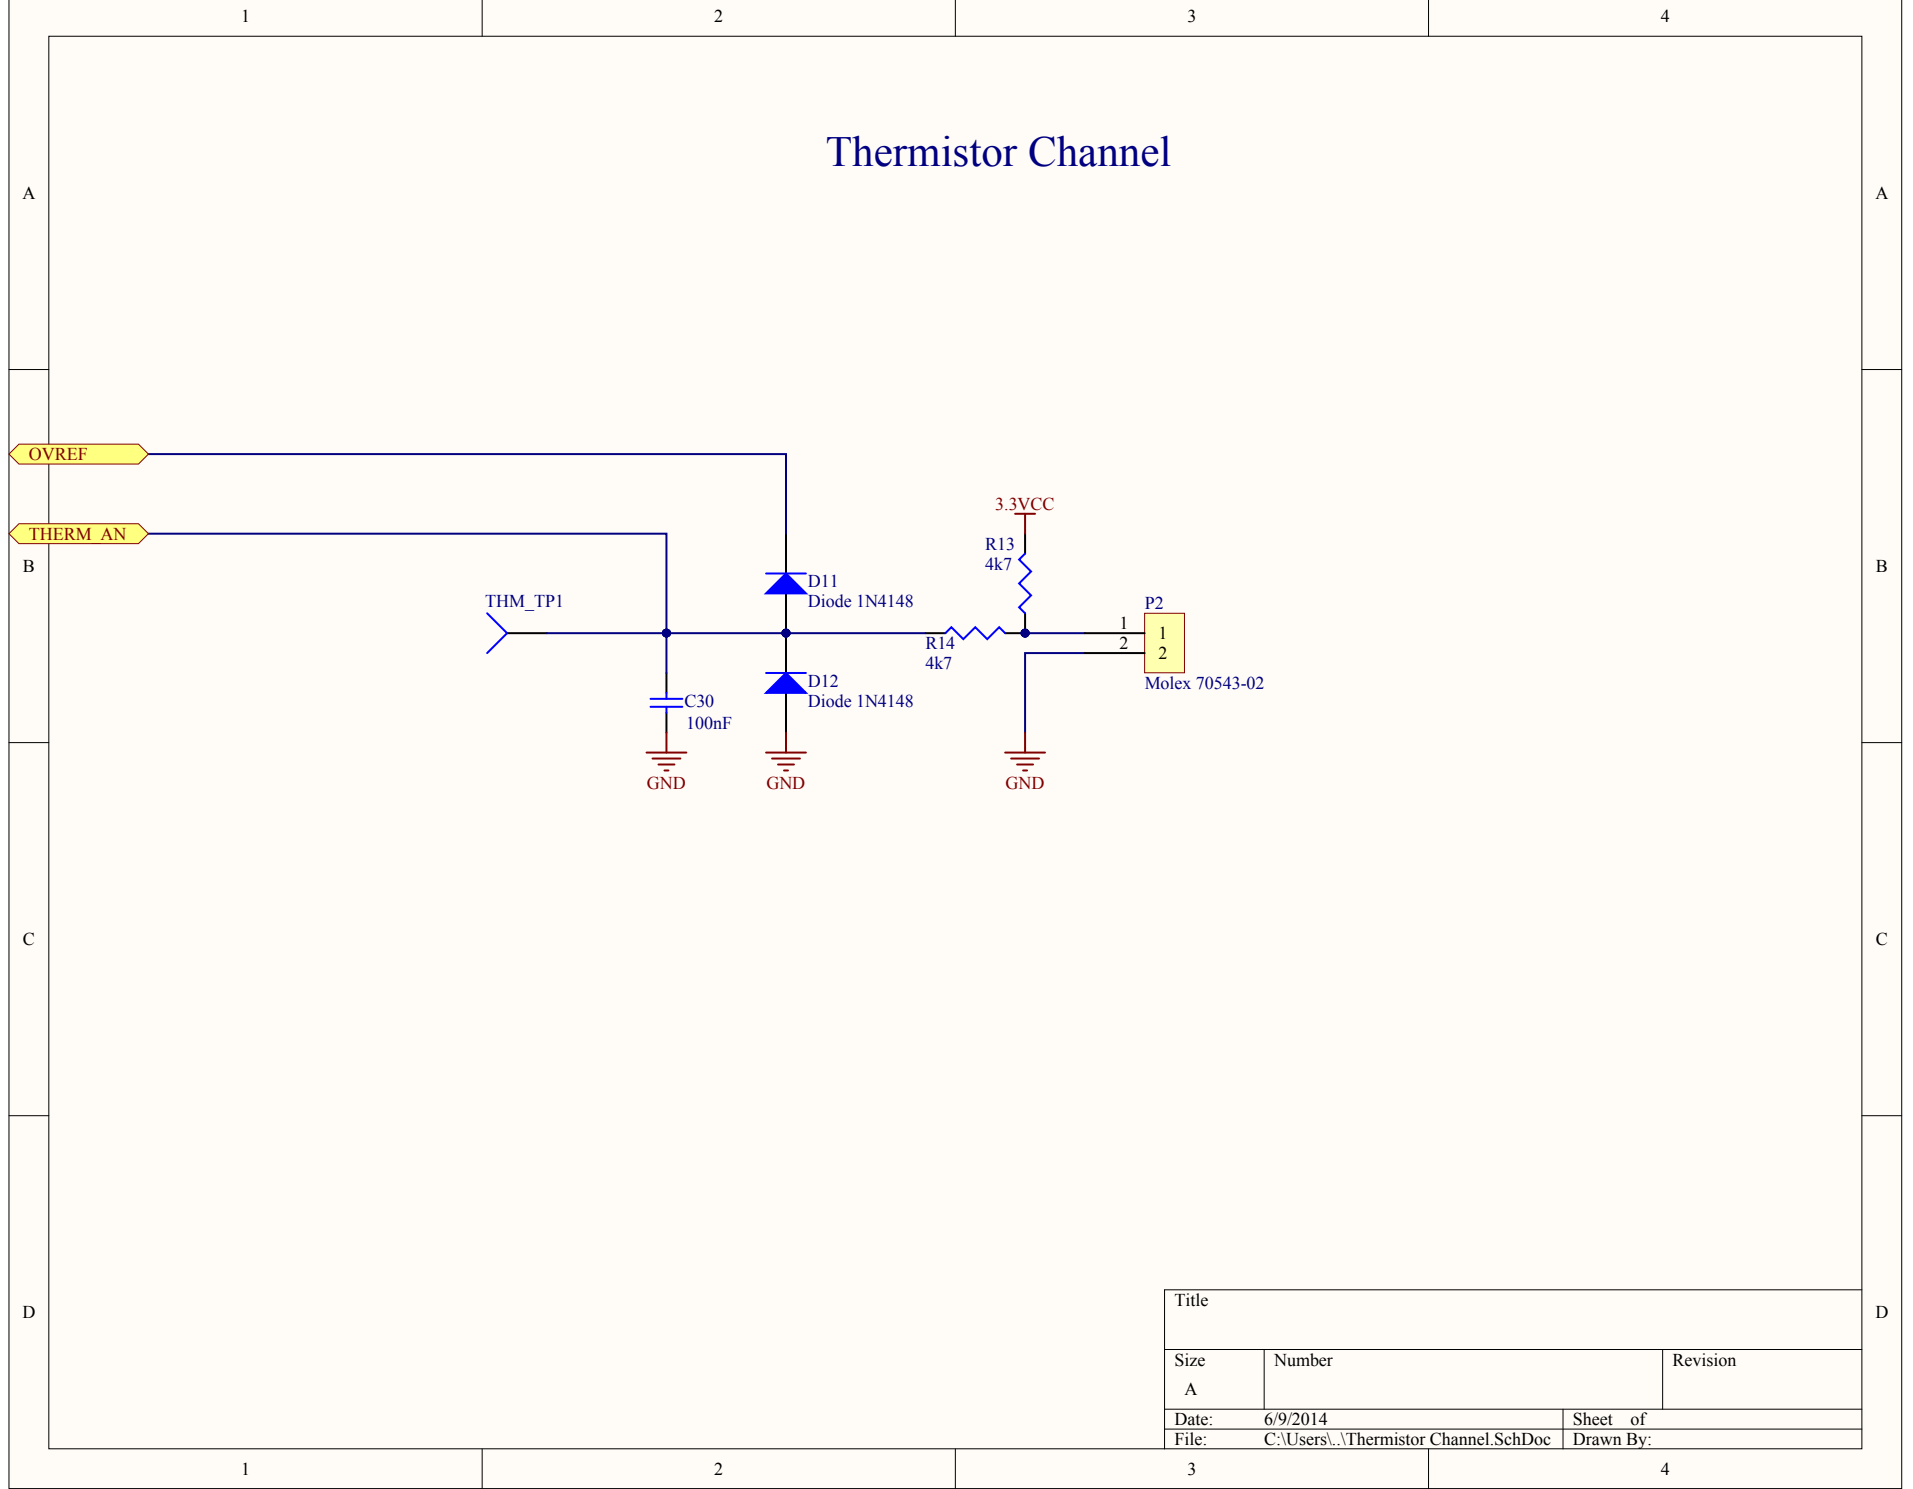 1 2 3 4
Thermistor Channel
A A
OVREF
3.3VCC
THERM_AN
R13
4k7
B B
D11
Diode 1N4148
THM_TP1
P2
1 1
2 2
R14
4k7
D12
Diode 1N4148
Molex 70543-02
C30
100nF
GND GND GND
C C
D D
Title
Size Number Revision
A
Date: 6/9/2014 Sheet of
File: C:\Users\..\Thermistor Channel.SchDoc Drawn By:
1 2 3 4